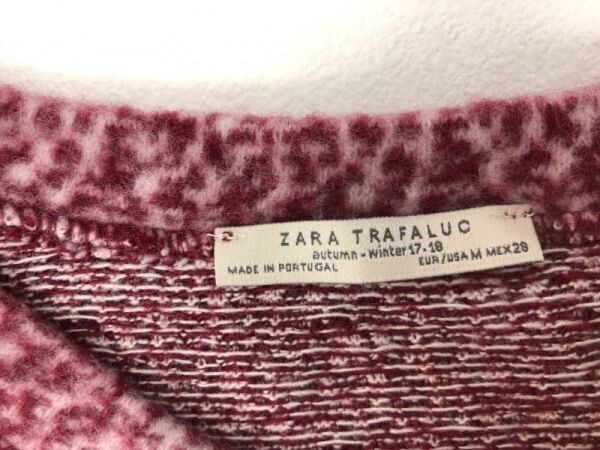 ZARA TRAFALUC
autumn - winter 17-18
MADE IN PORTUGAL EUR/USA M MEX 28